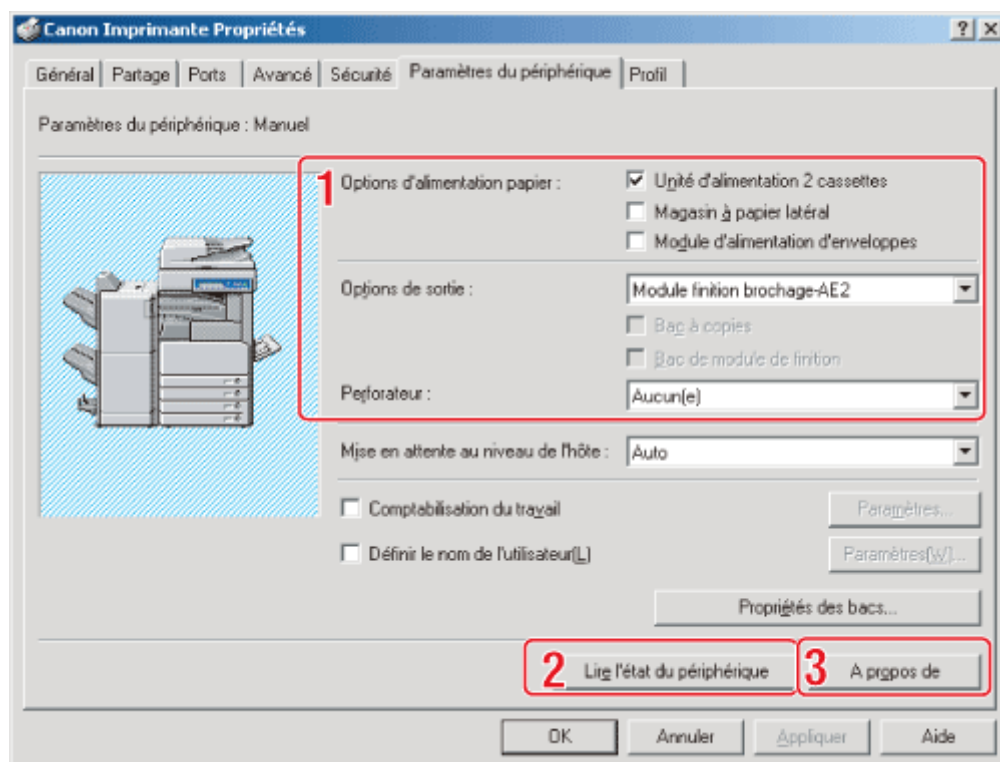 Canon Imprimante Propriétés
Général Partage Ports Avancé Sécurité Paramètres du périphérique Profil
Paramètres du périphérique : Manuel
1
Options d'alimentation papier :
Unité d'alimentation 2 cassettes
Magasin à papier latéral
Module d'alimentation d'enveloppes
Options de sortie :
Module finition brochage-AE2
Bac à copies
Bac de module de finition
Perforateur :
Aucun(e)
Mise en attente au niveau de l'hôte :
Auto
Comptabilisation du travail
Paramètres...
Définir le nom de l'utilisateur(L)
Paramètres(W)...
Propriétés des bacs...
2 Lire l'état du périphérique
3 A propos de
OK Annuler Appliquer Aide